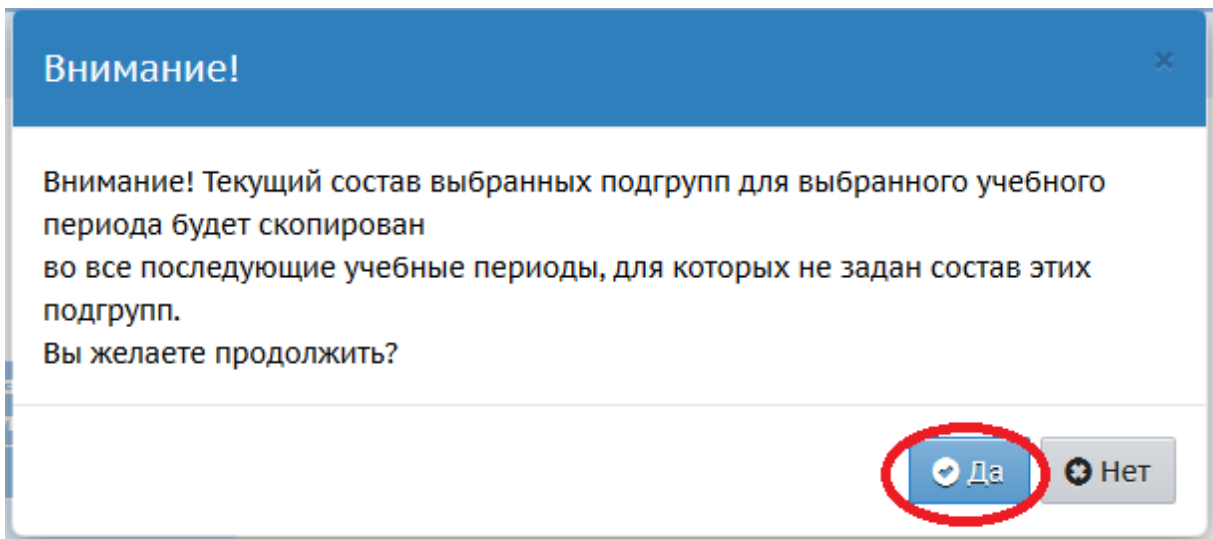 Внимание!
Внимание! Текущий состав выбранных подгрупп для выбранного учебного
периода будет скопирован
во все последующие учебные периоды, для которых не задан состав этих
подгрупп.
Вы желаете продолжить?
Да
Нет